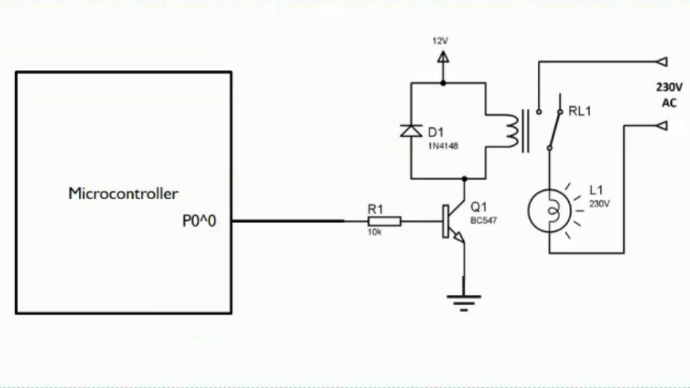 12V
230V
AC
RL1
D1
1N4148
Microcontroller
P0^0
R1
10k
Q1
BC547
L1
230V